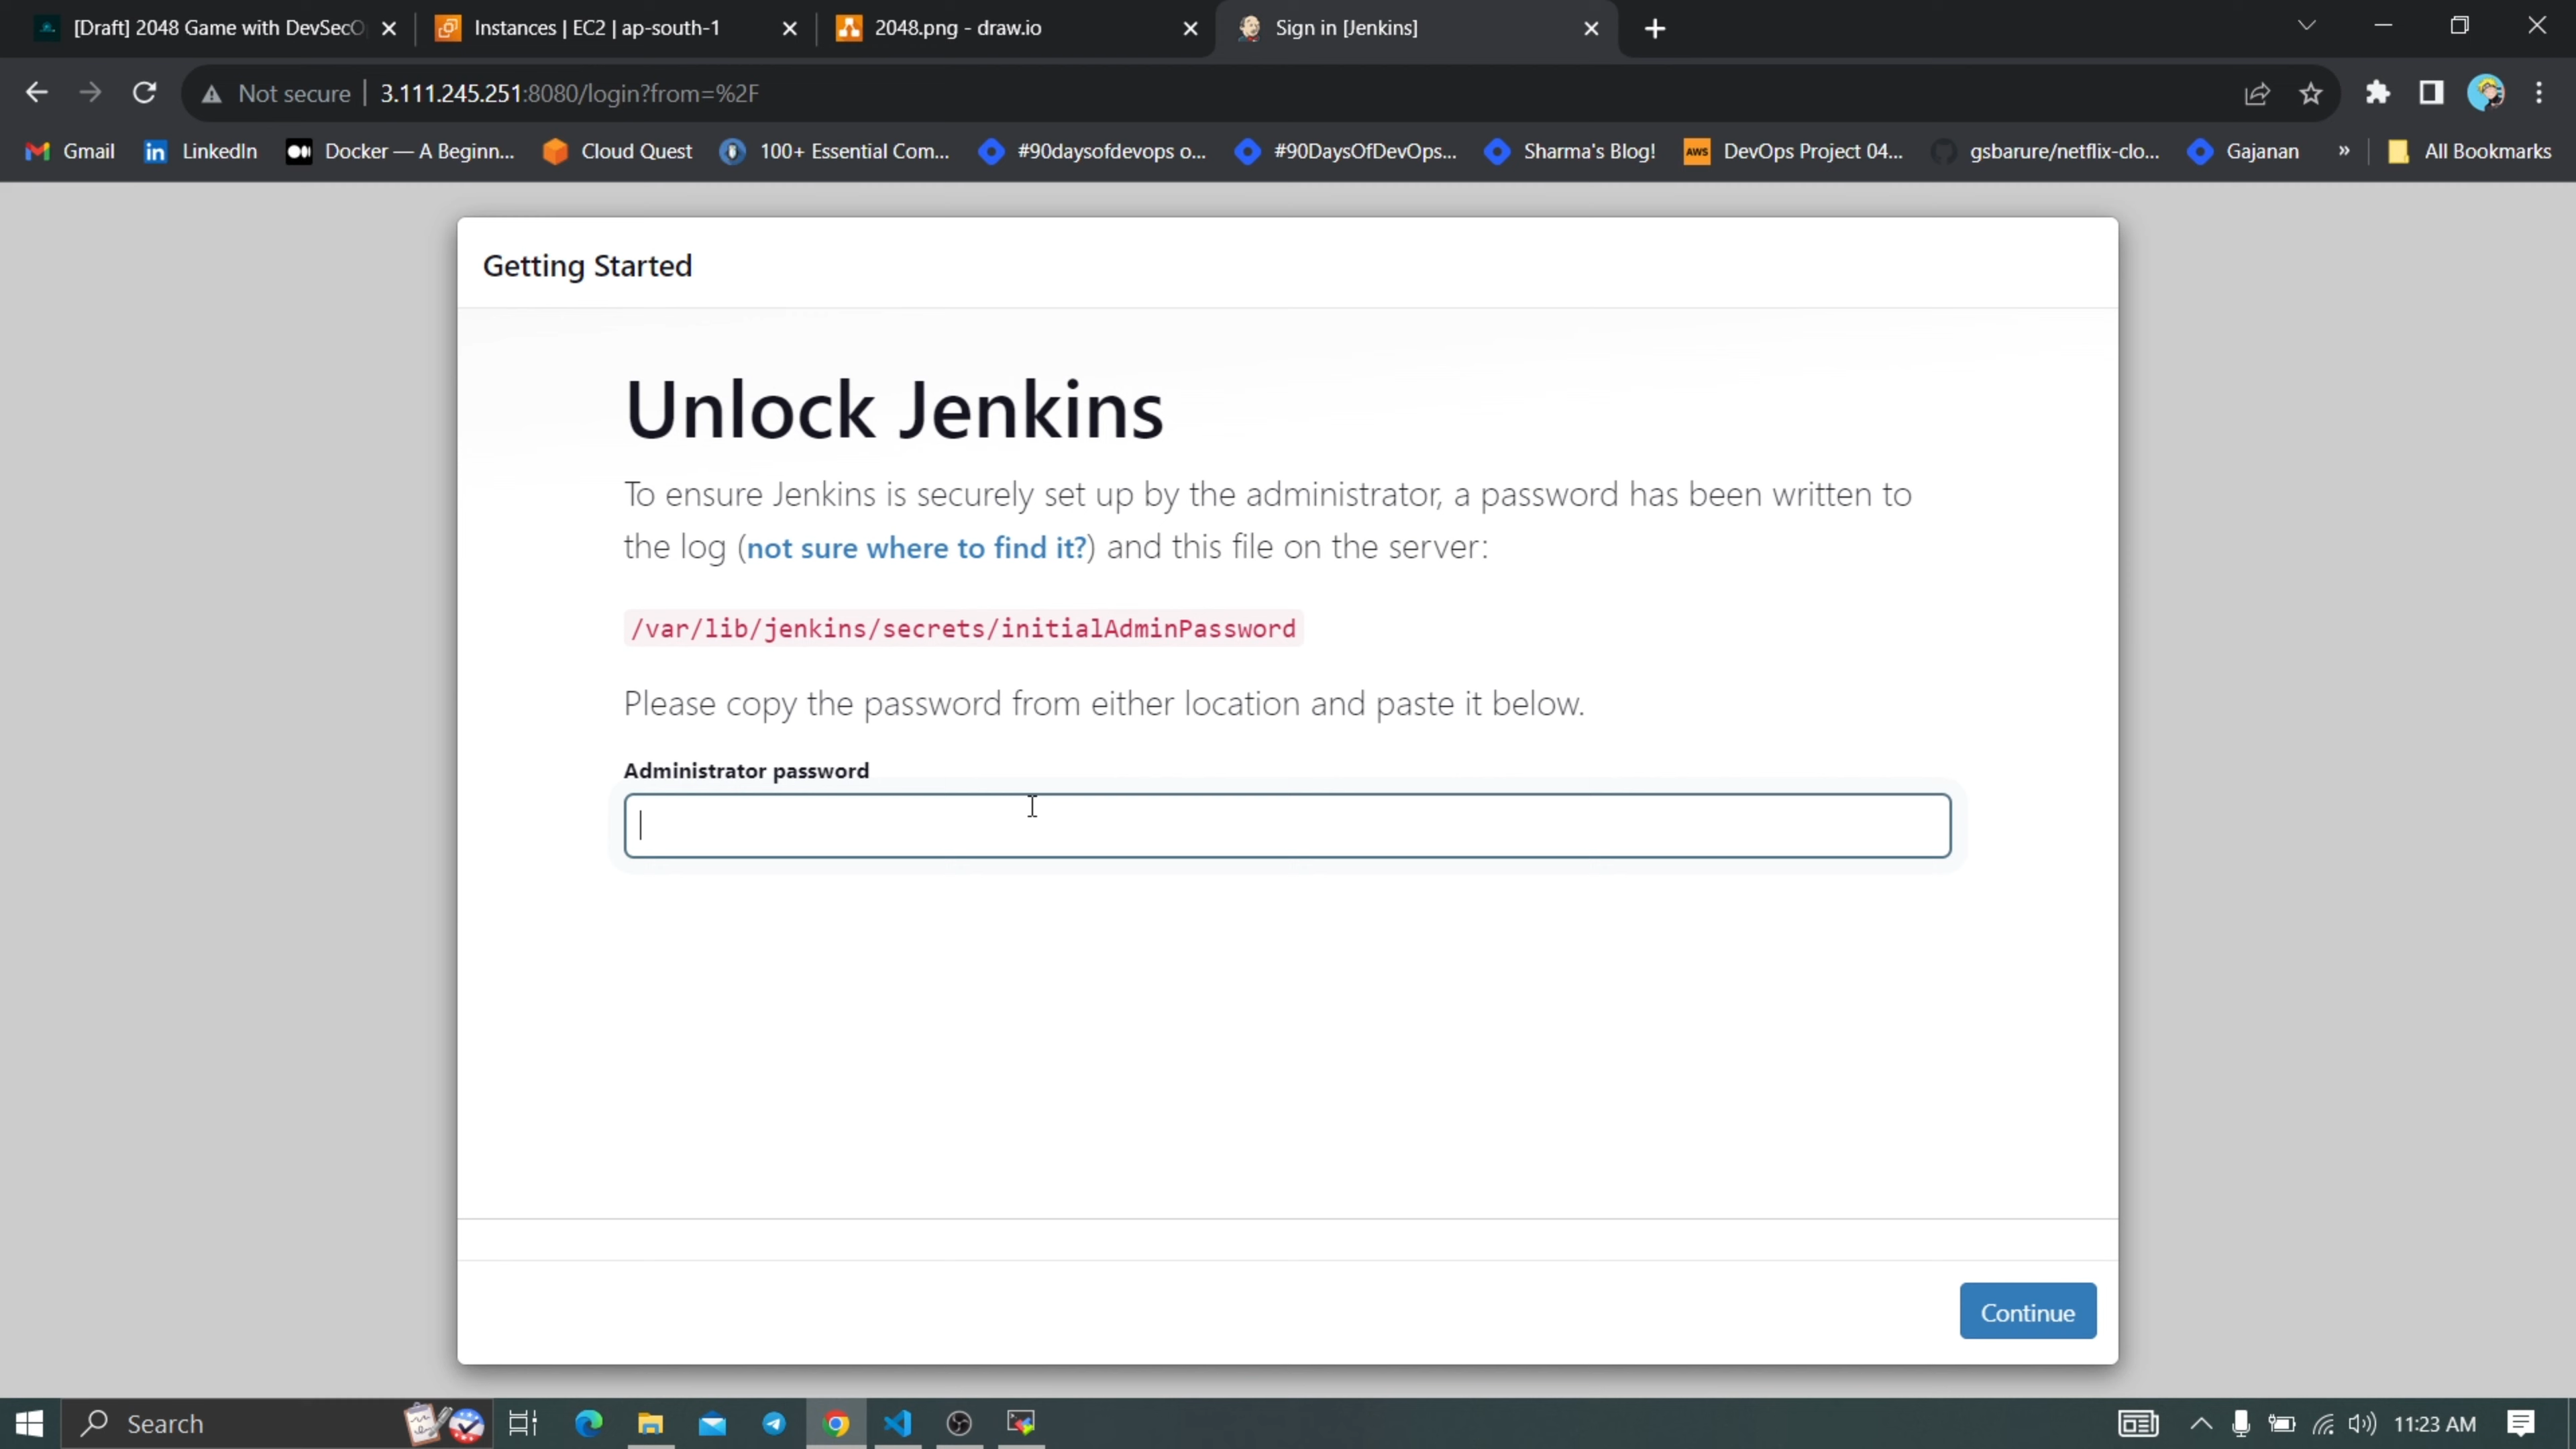 [Draft] 2048 Game with DevSecO
Instances | EC2 | ap-south-1
2048.png - draw.io
Sign in [Jenkins]
Not secure
3.111.245.251:8080/login?from=%2F
Gmail
LinkedIn
Docker — A Beginn...
Cloud Quest
100+ Essential Com...
#90daysofdevops o...
#90DaysOfDevOps...
Sharma's Blog!
aws
DevOps Project 04...
gsbarure/netflix-clo...
Gajanan
»
All Bookmarks
Getting Started
Unlock Jenkins
To ensure Jenkins is securely set up by the administrator, a password has been written to
the log (not sure where to find it?) and this file on the server:
/var/lib/jenkins/secrets/initialAdminPassword
Please copy the password from either location and paste it below.
Administrator password
Continue
Search
11:23 AM